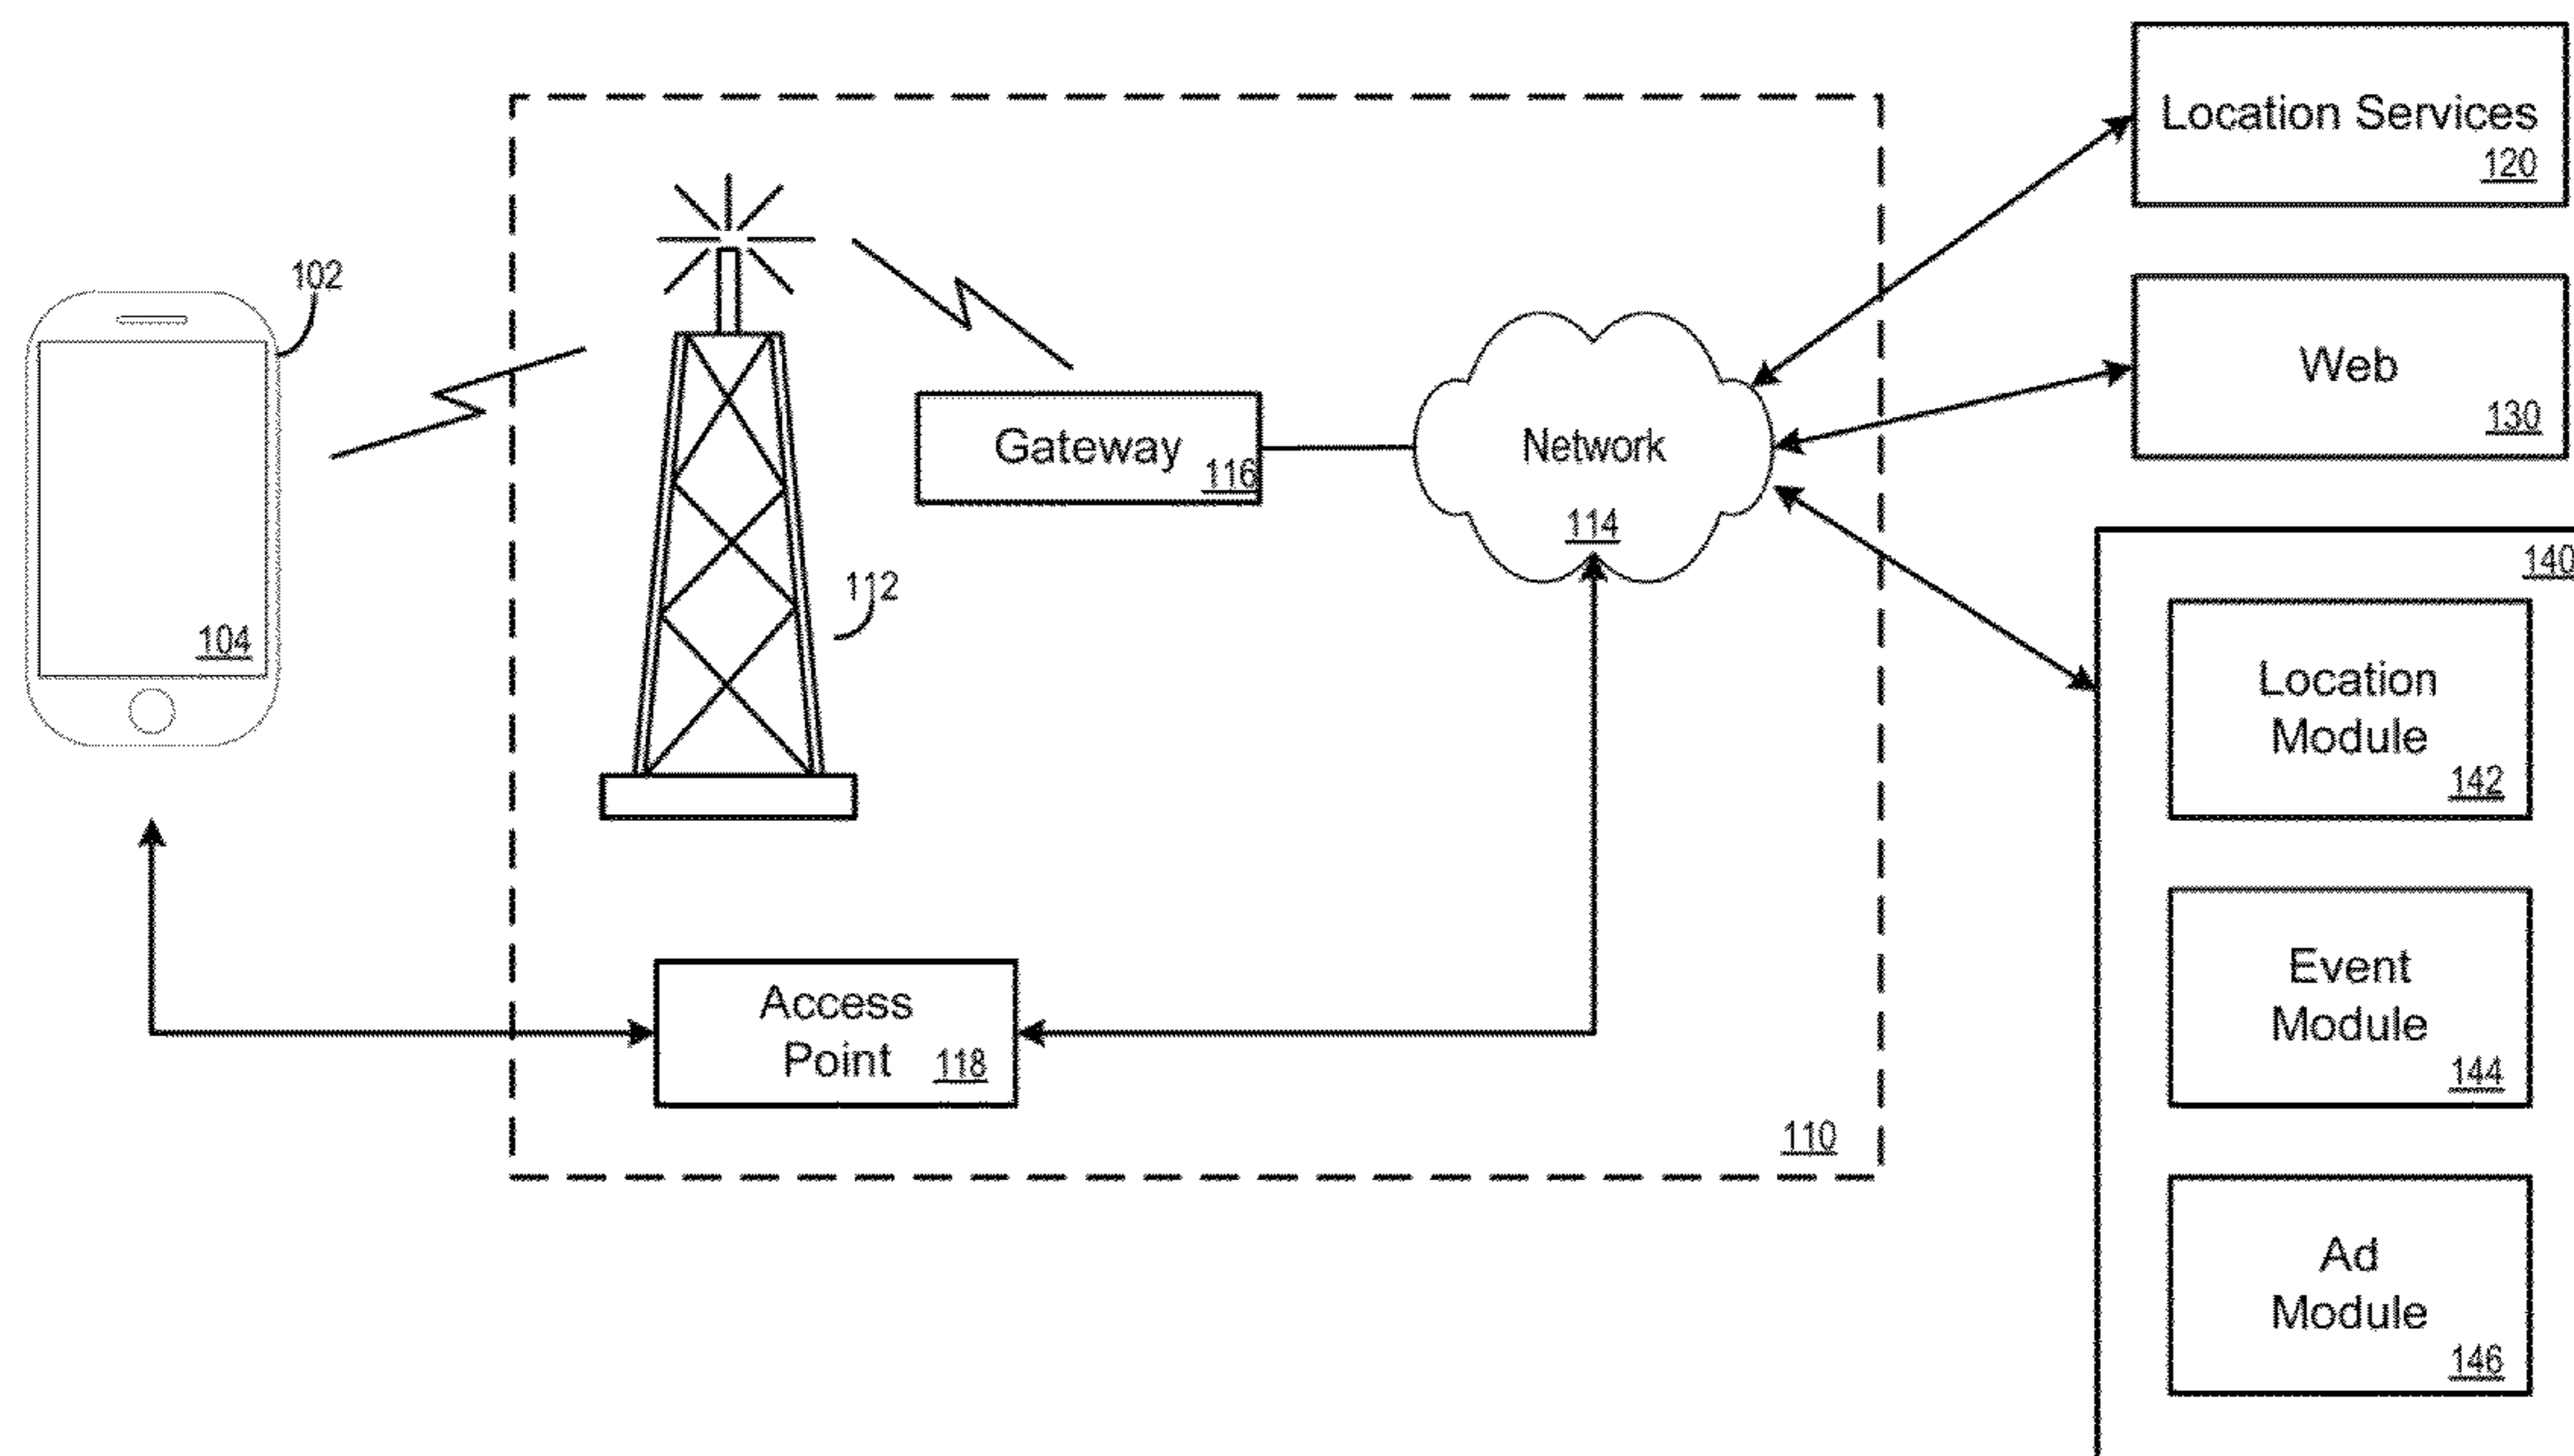 Location Services
120
102
Web
130
Gateway
116
Network
114
140
104
112
Location
Module
142
Event
Module
144
Access
Point
118
110
Ad
Module
146